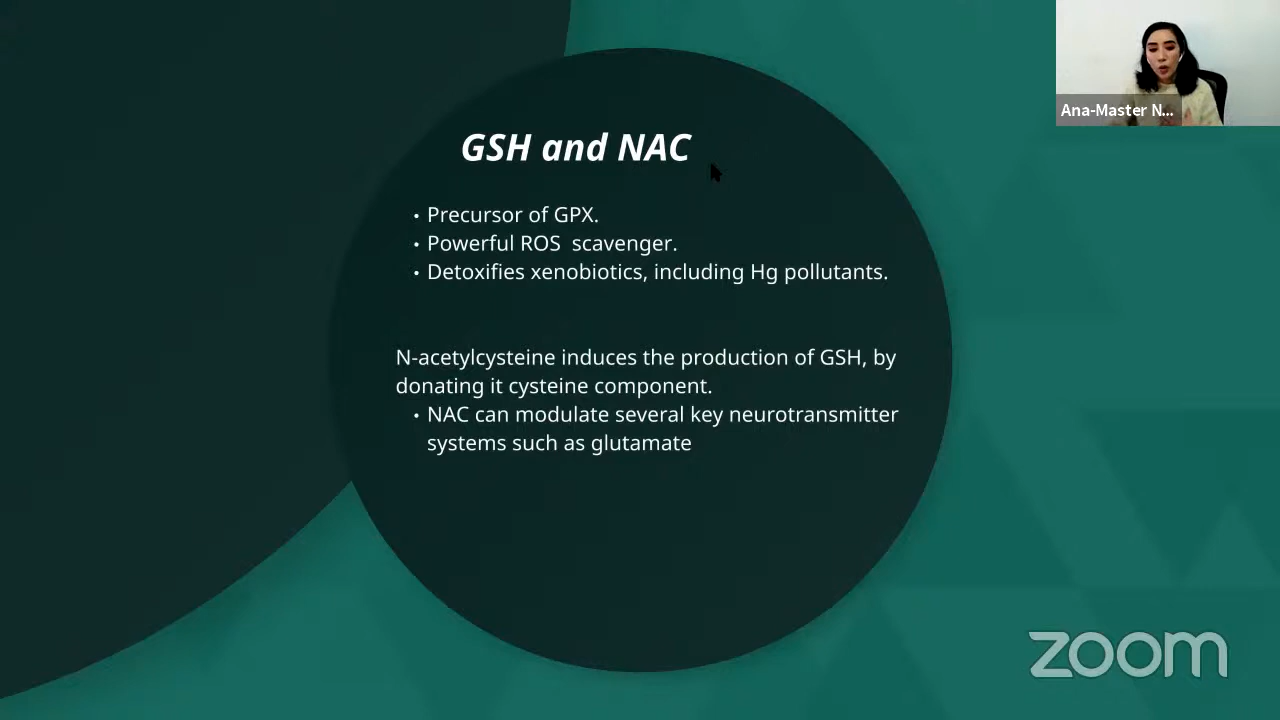 Ana-Master N...
GSH and NAC
• Precursor of GPX.
• Powerful ROS  scavenger.
• Detoxifies xenobiotics, including Hg pollutants.
N-acetylcysteine induces the production of GSH, by
donating it cysteine component.
• NAC can modulate several key neurotransmitter
systems such as glutamate
zoom